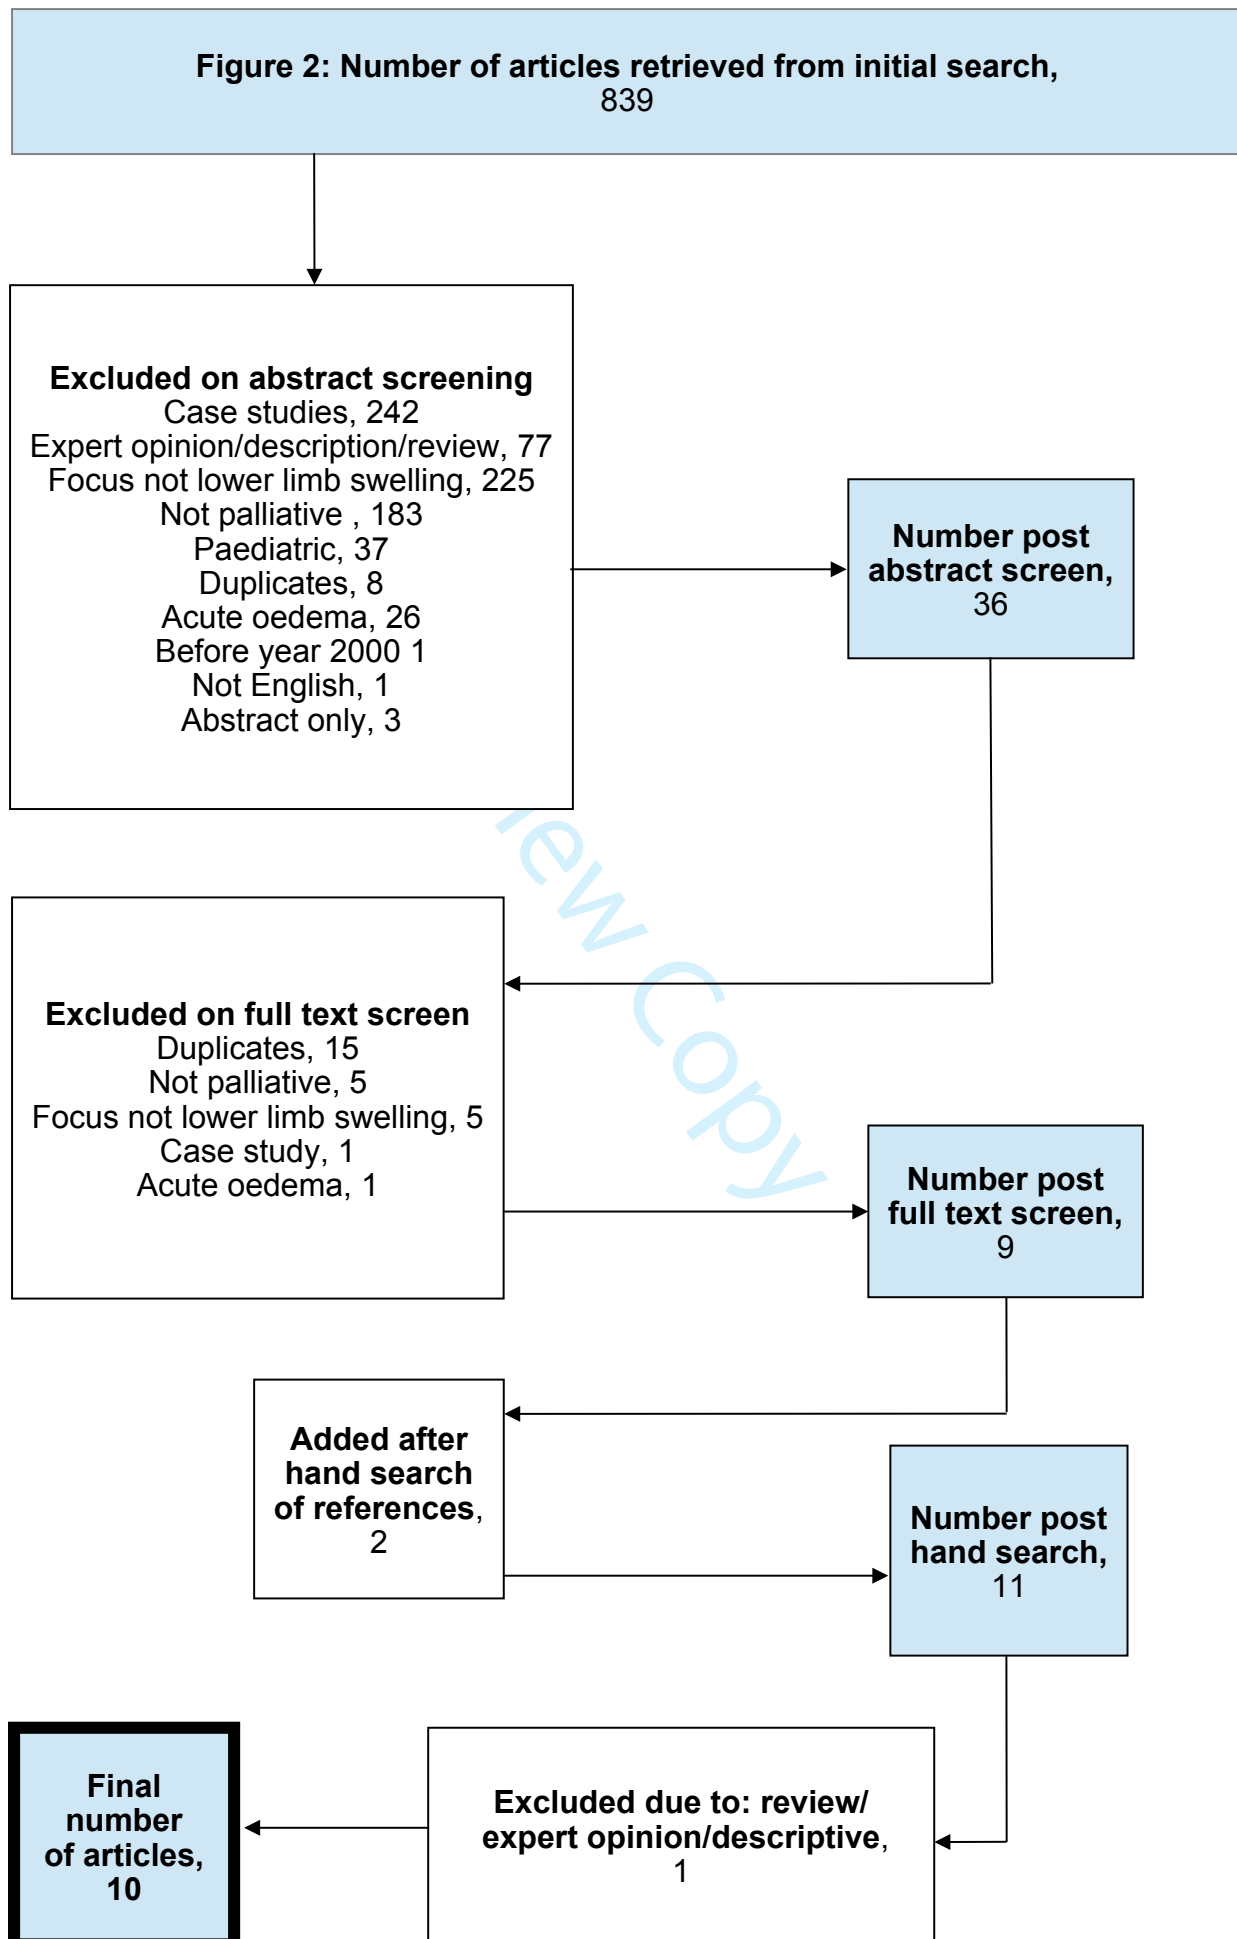 Figure 2: Number of articles retrieved from initial search,
839
Excluded on abstract screening
Case studies, 242
Expert opinion/description/review, 77
Focus not lower limb swelling, 225
Not palliative , 183
Paediatric, 37
Duplicates, 8
Acute oedema, 26
Before year 2000 1
Not English, 1
Abstract only, 3
Number post
abstract screen,
36
Excluded on full text screen
Duplicates, 15
Not palliative, 5
Focus not lower limb swelling, 5
Case study, 1
Acute oedema, 1
Number post
full text screen,
9
Added after
hand search
of references,
2
Number post
hand search,
11
Excluded due to: review/
expert opinion/descriptive,
1
Final
number
of articles,
10
Copy